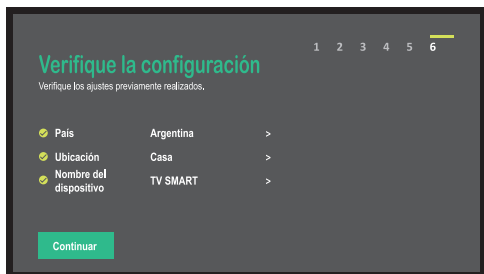 1 2 3 4 5 6
Verifique la configuración
Verifique los ajustes previamente realizados.
País Argentina >
Ubicación Casa >
Nombre del dispositivo TV SMART >
Continuar